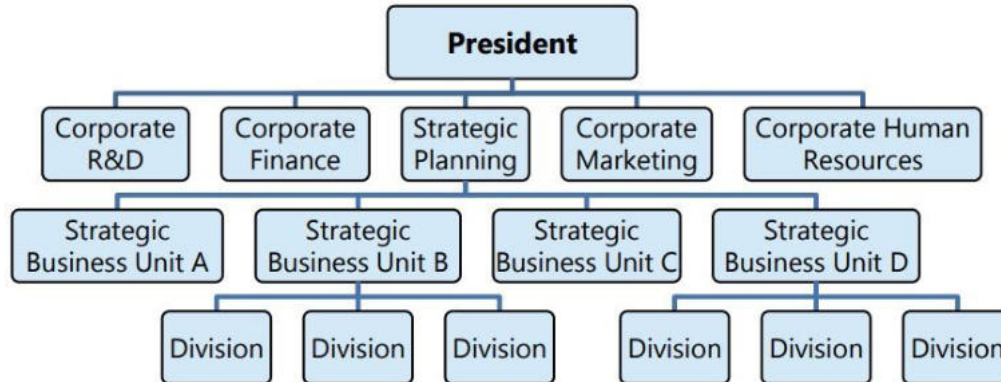 President
Corporate
R&D
Corporate
Finance
Strategic
Planning
Corporate
Marketing
Corporate Human
Resources
Strategic
Business Unit A
Strategic
Business Unit B
Strategic
Business Unit C
Strategic
Business Unit D
Division
Division
Division
Division
Division
Division